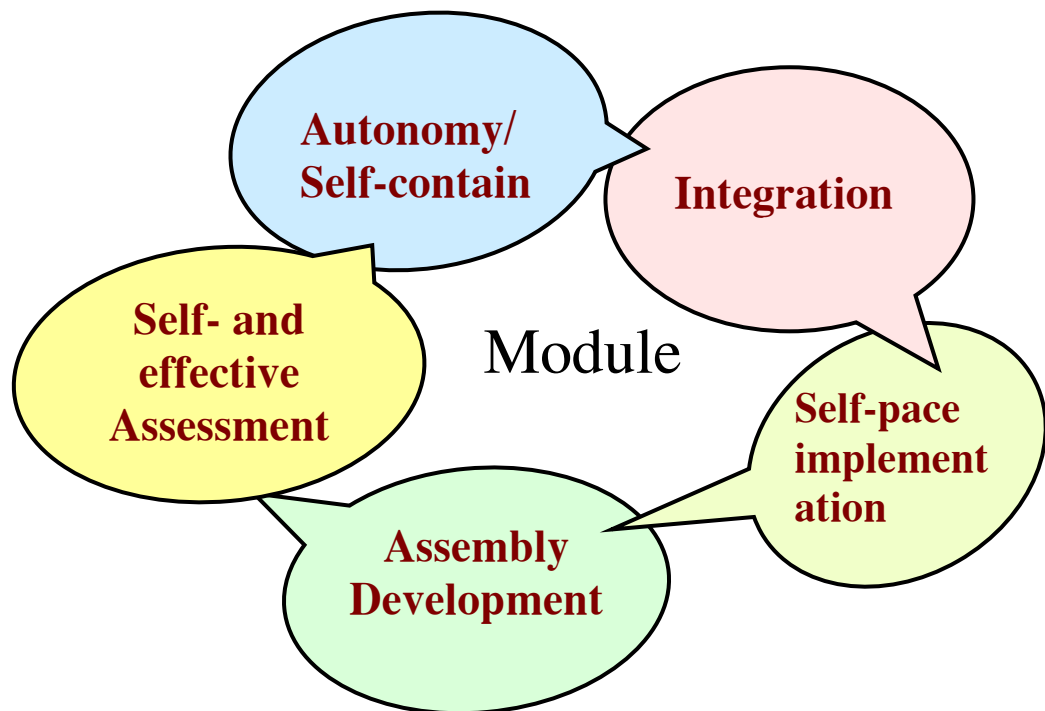 Autonomy/
Self-contain
Integration
Self- and
effective
Assessment
Module
Self-pace
implement
ation
Assembly
Development